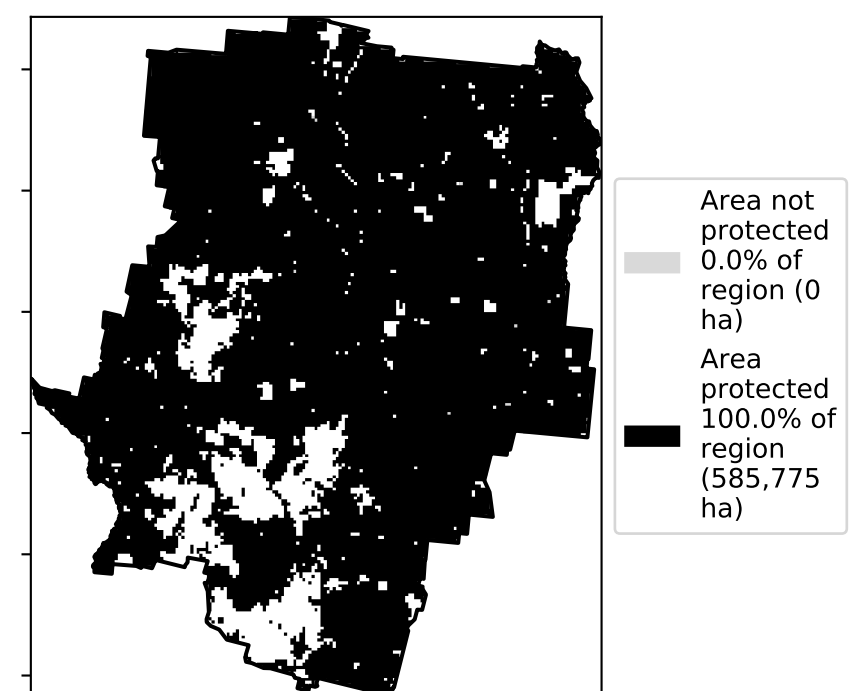 Area not
protected
0.0% of
region (0
ha)
Area
protected
100.0% of
region
(585,775
ha)